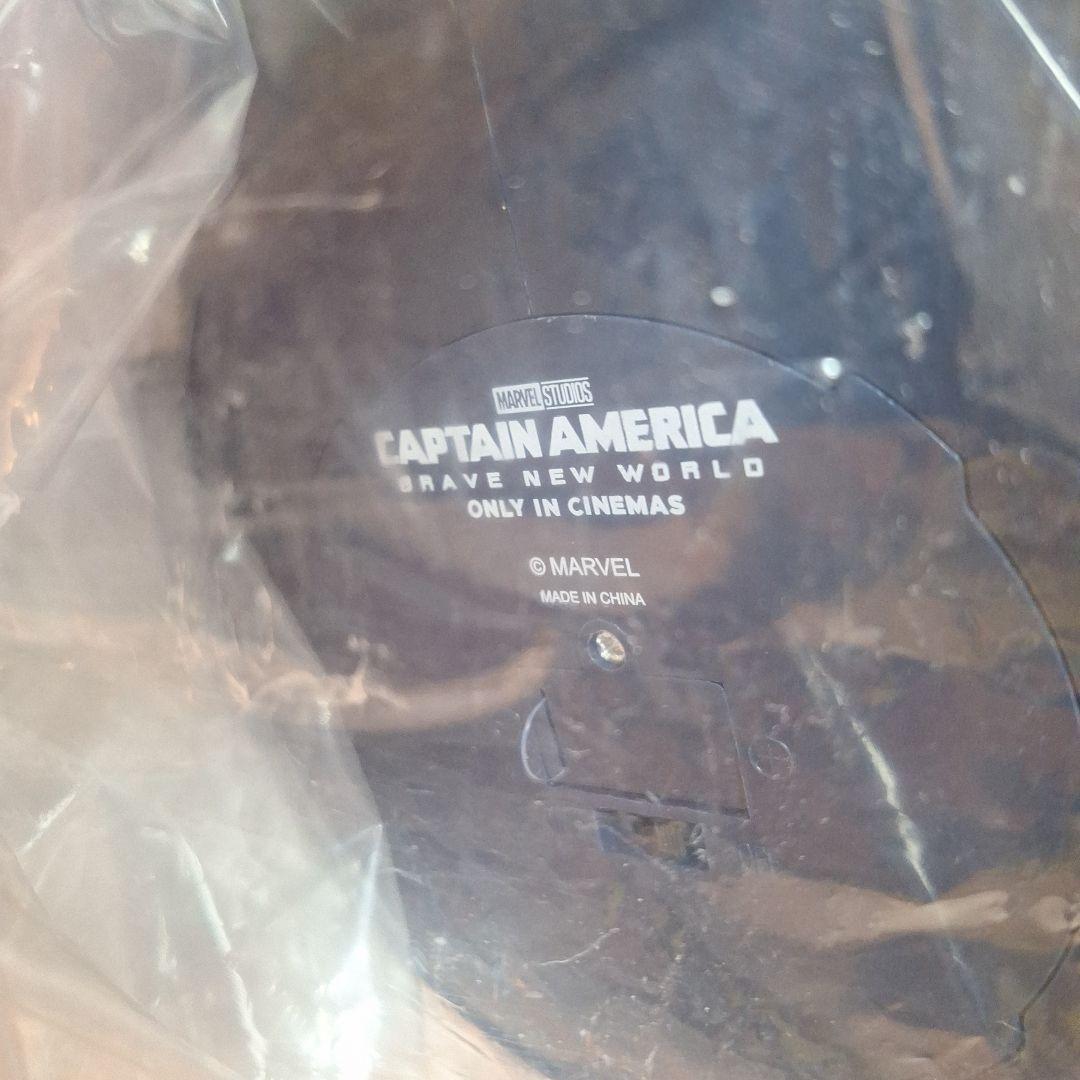 MARVEL STUDIOS
CAPTAIN AMERICA
BRAVE NEW WORLD
ONLY IN CINEMAS
© MARVEL
MADE IN CHINA